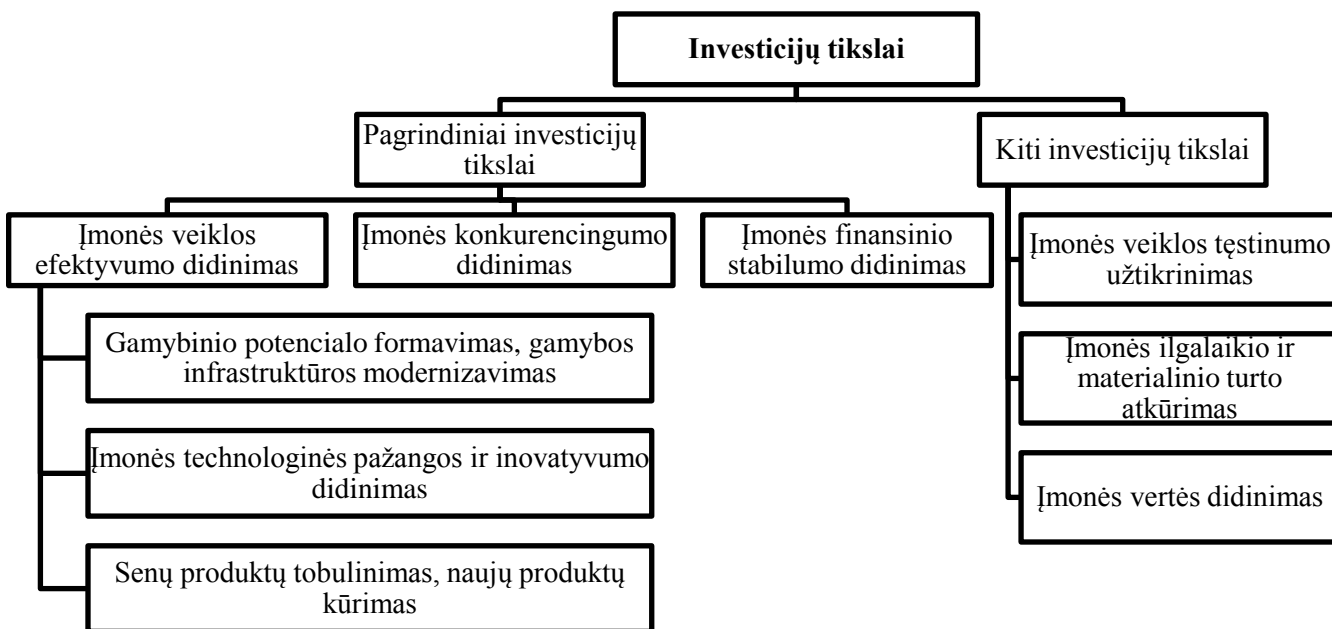 Investicijų tikslai
Pagrindiniai investicijų
tikslai
Kiti investicijų tikslai
Įmonės veiklos
efektyvumo didinimas
Įmonės konkurencingumo
didinimas
Įmonės finansinio
stabilumo didinimas
Gamybinio potencialo formavimas, gamybos
infrastruktūros modernizavimas
Įmonės technologinės pažangos ir inovatyvumo
didinimas
Senų produktų tobulinimas, naujų produktų
kūrimas
Įmonės veiklos tęstinumo
užtikrinimas
Įmonės ilgalaikio ir
materialinio turto
atkūrimas
Įmonės vertės didinimas